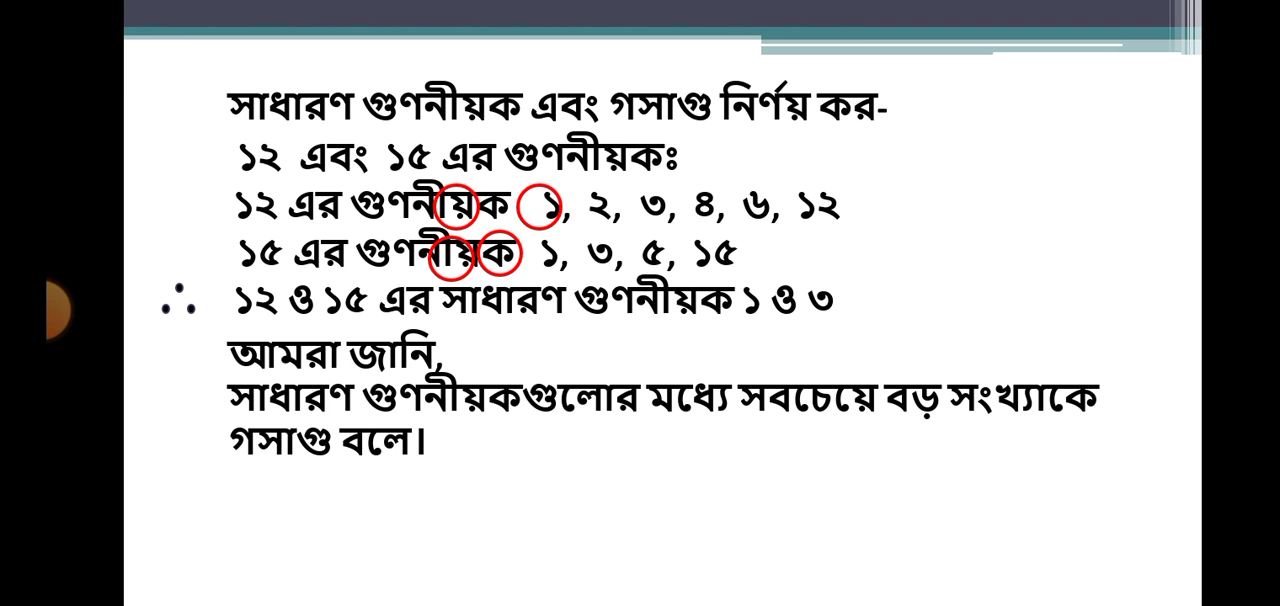 সাধারণ গুণনীয়ক এবং গসাগু নির্ণয় কর-
১২ এবং ১৫ এর গুণনীয়কঃ
১২ এর গুণনীয়ক ১, ২, ৩, ৪, ৬, ১২
১৫ এর গুণনীয়ক ১, ৩, ৫, ১৫
∴ ১২ ও ১৫ এর সাধারণ গুণনীয়ক ১ ও ৩
আমরা জানি,
সাধারণ গুণনীয়কগুলোর মধ্যে সবচেয়ে বড় সংখ্যাকে
গসাগু বলে।